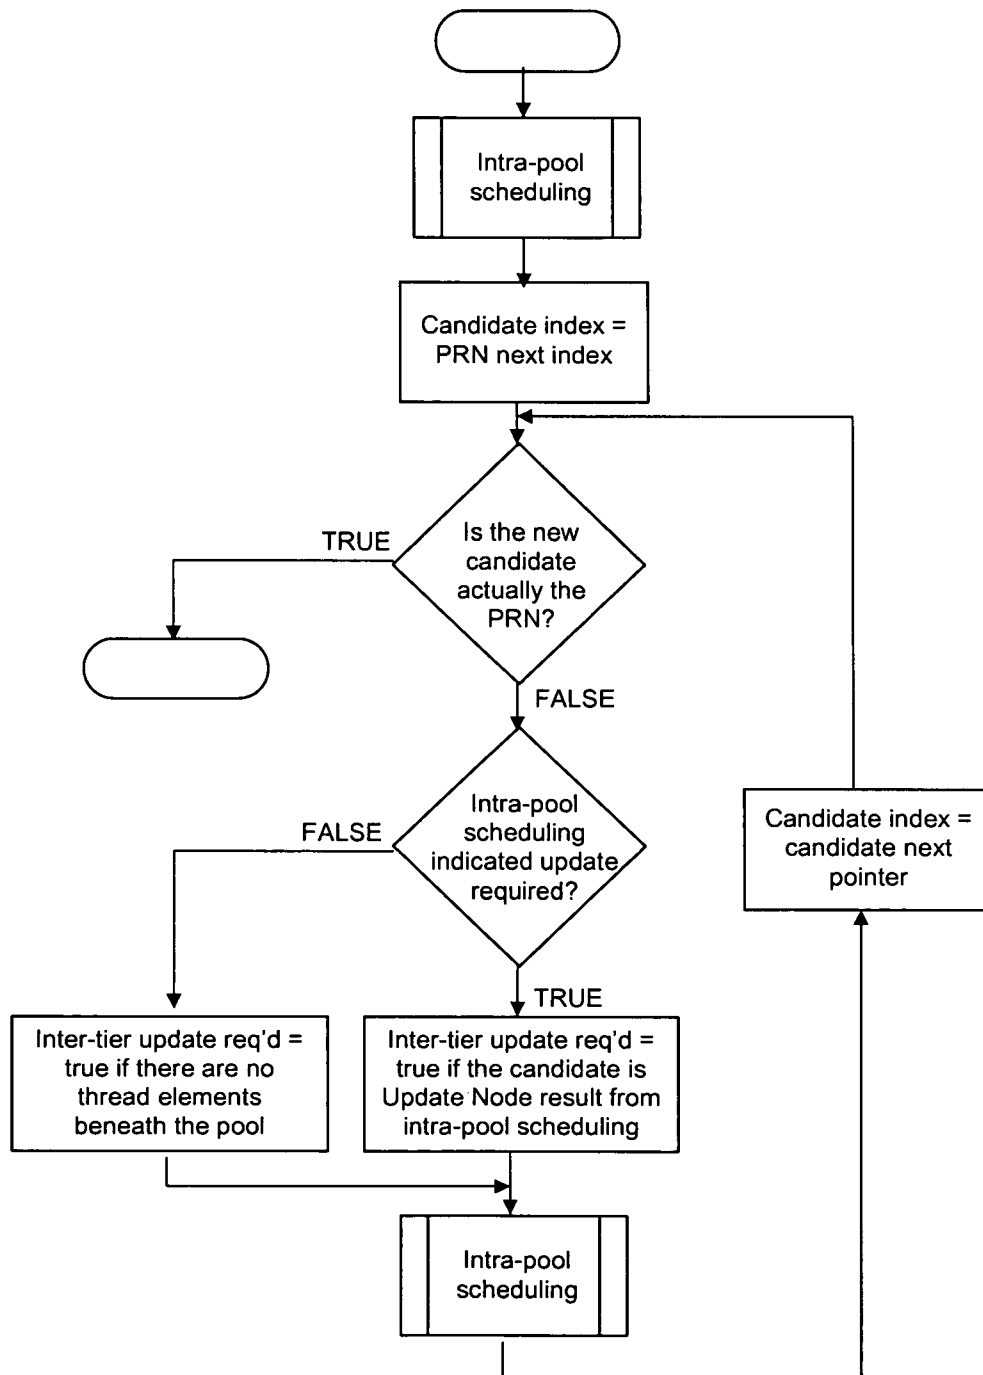 Intra-pool
scheduling
Candidate index =
PRN next index
TRUE
Is the new
candidate
actually the
PRN?
FALSE
Intra-pool
scheduling
indicated update
required?
FALSE
Candidate index =
candidate next
pointer
TRUE
Inter-tier update req'd =
true if there are no
thread elements
beneath the pool
Inter-tier update req'd =
true if the candidate is
Update Node result from
intra-pool scheduling
Intra-pool
scheduling